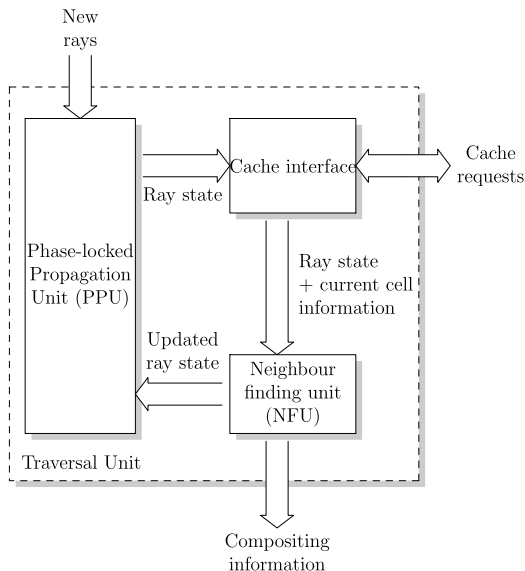 New
rays
Cache interface
Cache
requests
Ray state
Phase-locked
Propagation
Unit (PPU)
Ray state
+ current cell
information
Updated
ray state
Neighbour
finding unit
(NFU)
Traversal Unit
Compositing
information